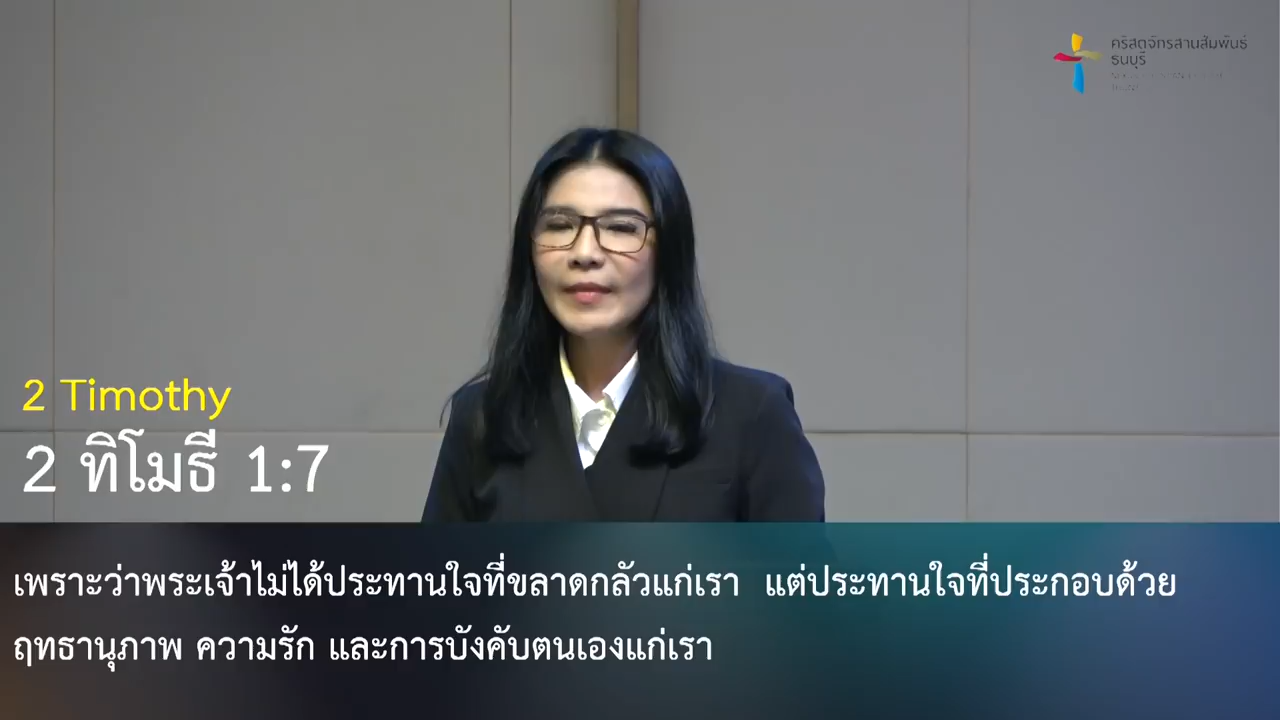 คริสตจักรสานสัมพันธ์
ธนบุรี
2 Timothy
2 ทิโมธี 1:7
เพราะว่าพระเจ้าไม่ได้ประทานใจที่ขลาดกลัวแก่เรา แต่ประทานใจที่ประกอบด้วย
ฤทธานุภาพ ความรัก และการบังคับตนเองแก่เรา